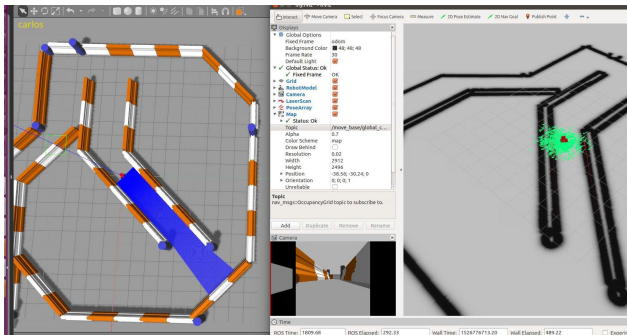 carlos
Interact Move Camera Select Focus Camera Measure 2D Pose Estimate 2D Nav Goal Publish Point
Displays
Global Options
Fixed Frame odom
Background Color 48; 48; 48
Frame Rate 30
Default Light
Global Status: Ok
Fixed Frame OK
Grid
RobotModel
Camera
LaserScan
PoseArray
Map
Status: Ok
Topic /move_base/global_c...
Alpha 0.7
Color Scheme map
Draw Behind
Resolution 0.02
Width 2912
Height 2496
Position -38.56; -30.24; 0
Orientation 0; 0; 0; 1
Unreliable
Topic
nav_msgs::OccupancyGrid topic to subscribe to.
Add Duplicate Remove Rename
Camera
Time
ROS Time: 1809.68 ROS Elapsed: 292.33 Wall Time: 1526776713.20 Wall Elapsed: 489.22